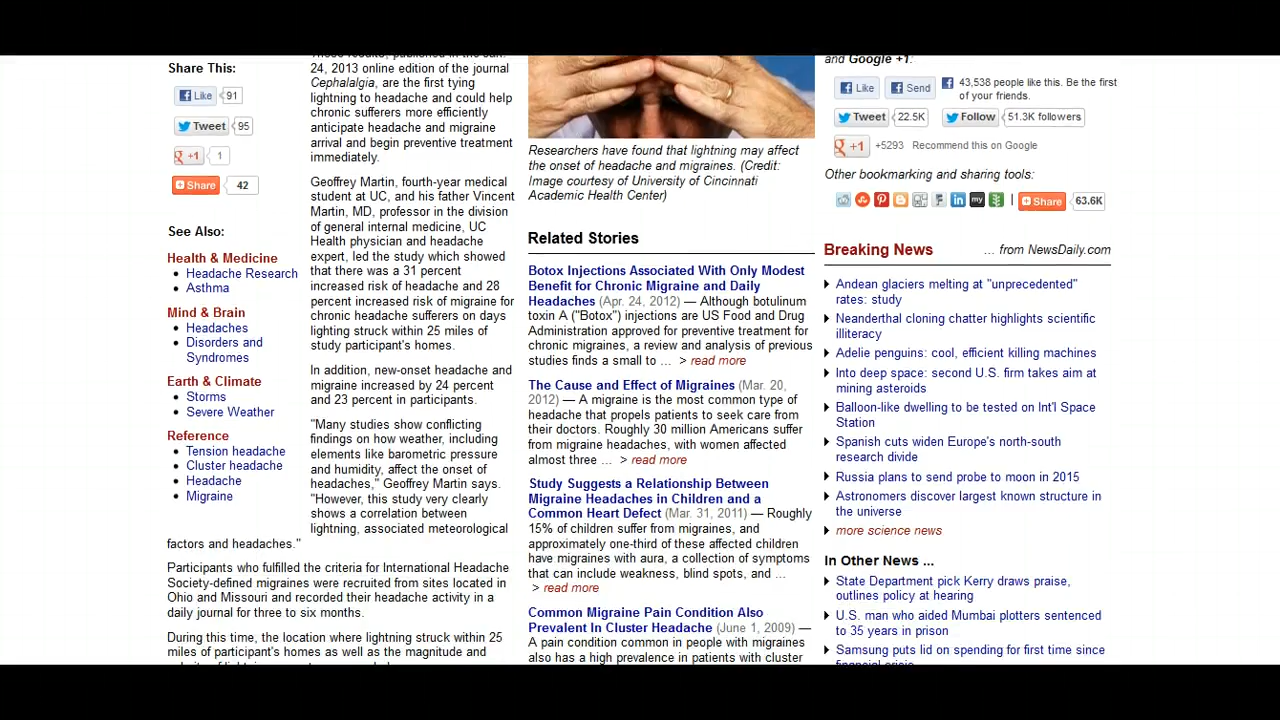 Share This:
Like 91
Tweet 95
+1 1
Share 42
See Also:
Health & Medicine
Headache Research
Asthma
Mind & Brain
Headaches
Disorders and
Syndromes
Earth & Climate
Storms
Severe Weather
Reference
Tension headache
Cluster headache
Headache
Migraine
24, 2013 online edition of the journal
Cephalalgia, are the first tying
lightning to headache and could help
chronic sufferers more efficiently
anticipate headache and migraine
arrival and begin preventive treatment
immediately.
Geoffrey Martin, fourth-year medical
student at UC, and his father Vincent
Martin, MD, professor in the division
of general internal medicine, UC
Health physician and headache
expert, led the study which showed
that there was a 31 percent
increased risk of headache and 28
percent increased risk of migraine for
chronic headache sufferers on days
lighting struck within 25 miles of
study participant's homes.
In addition, new-onset headache and
migraine increased by 24 percent
and 23 percent in participants.
"Many studies show conflicting
findings on how weather, including
elements like barometric pressure
and humidity, affect the onset of
headaches," Geoffrey Martin says.
"However, this study very clearly
shows a correlation between
lightning, associated meteorological
factors and headaches."
Participants who fulfilled the criteria for International Headache
Society-defined migraines were recruited from sites located in
Ohio and Missouri and recorded their headache activity in a
daily journal for three to six months.
During this time, the location where lightning struck within 25
miles of participant's homes as well as the magnitude and
Researchers have found that lightning may affect
the onset of headache and migraines. (Credit:
Image courtesy of University of Cincinnati
Academic Health Center)
Related Stories
Botox Injections Associated With Only Modest
Benefit for Chronic Migraine and Daily
Headaches (Apr. 24, 2012) — Although botulinum
toxin A ("Botox") injections are US Food and Drug
Administration approved for preventive treatment for
chronic migraines, a review and analysis of previous
studies finds a small to ... > read more
The Cause and Effect of Migraines (Mar. 20,
2012) — A migraine is the most common type of
headache that propels patients to seek care from
their doctors. Roughly 30 million Americans suffer
from migraine headaches, with women affected
almost three ... > read more
Study Suggests a Relationship Between
Migraine Headaches in Children and a
Common Heart Defect (Mar. 31, 2011) — Roughly
15% of children suffer from migraines, and
approximately one-third of these affected children
have migraines with aura, a collection of symptoms
that can include weakness, blind spots, and ...
> read more
Common Migraine Pain Condition Also
Prevalent In Cluster Headache (June 1, 2009) —
A pain condition common in people with migraines
also has a high prevalence in patients with cluster
and Google +1:
Like Send 43,538 people like this. Be the first
of your friends.
Tweet 22.5K Follow 51.3K followers
+1 +5293 Recommend this on Google
Other bookmarking and sharing tools:
Share 63.6K
Breaking News ... from NewsDaily.com
Andean glaciers melting at "unprecedented"
rates: study
Neanderthal cloning chatter highlights scientific
illiteracy
Adelie penguins: cool, efficient killing machines
Into deep space: second U.S. firm takes aim at
mining asteroids
Balloon-like dwelling to be tested on Int'l Space
Station
Spanish cuts widen Europe's north-south
research divide
Russia plans to send probe to moon in 2015
Astronomers discover largest known structure in
the universe
more science news
In Other News ...
State Department pick Kerry draws praise,
outlines policy at hearing
U.S. man who aided Mumbai plotters sentenced
to 35 years in prison
Samsung puts lid on spending for first time since
financial crisis